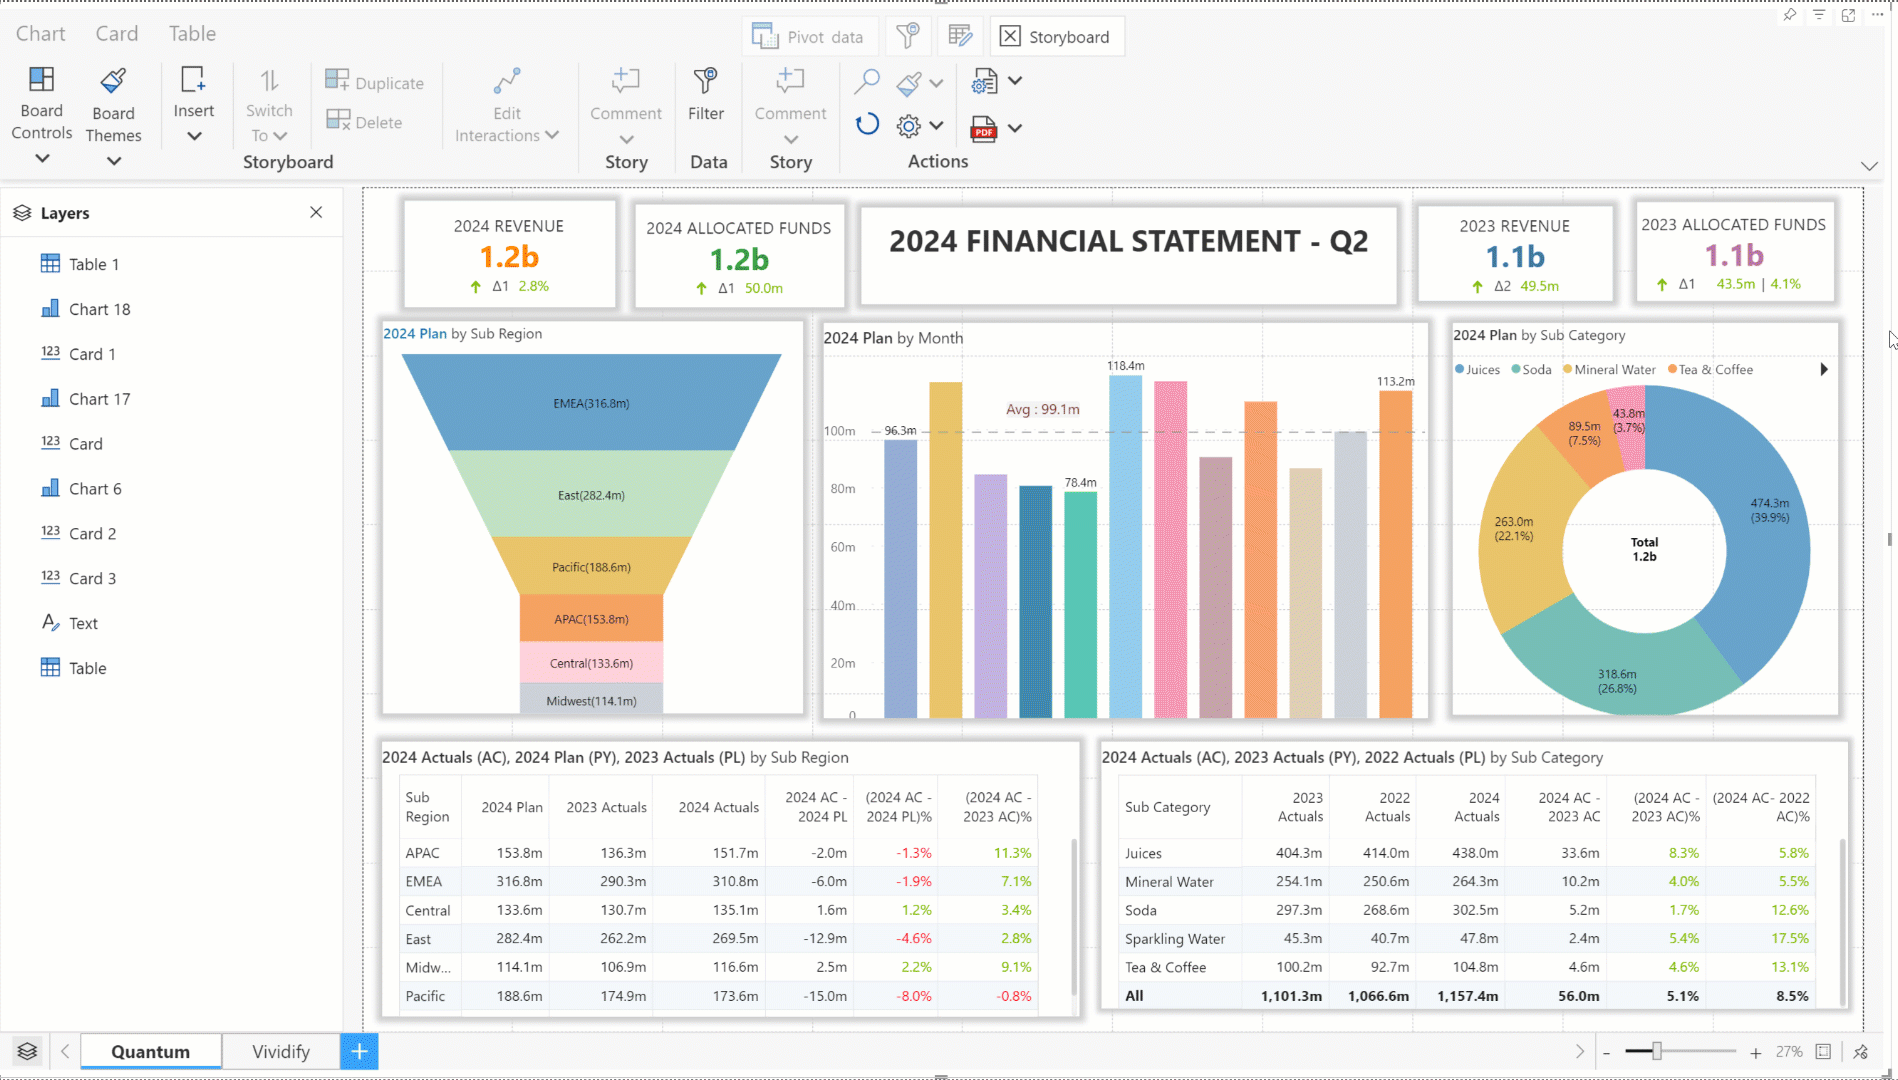 Chart Card Table
Pivot data
Storyboard
Board Controls
Board Themes
Insert
Switch To
Duplicate
Delete
Edit Interactions
Comment
Filter
Comment
PDF
Storyboard
Story
Data
Story
Actions
Layers
Table 1
Chart 18
123 Card 1
Chart 17
123 Card
Chart 6
123 Card 2
123 Card 3
Text
Table
2024 REVENUE
1.2b
Δ1 2.8%
2024 ALLOCATED FUNDS
1.2b
Δ1 50.0m
2024 FINANCIAL STATEMENT - Q2
2023 REVENUE
1.1b
Δ2 49.5m
2023 ALLOCATED FUNDS
1.1b
Δ1 43.5m | 4.1%
2024 Plan by Sub Region
EMEA(316.8m)
East(282.4m)
Pacific(188.6m)
APAC(153.8m)
Central(133.6m)
Midwest(114.1m)
2024 Plan by Month
118.4m
113.2m
Avg : 99.1m
100m
96.3m
80m
78.4m
60m
40m
20m
0
2024 Plan by Sub Category
Juices Soda Mineral Water Tea & Coffee
43.8m
(3.7%)
89.5m
(7.5%)
474.3m
(39.9%)
263.0m
(22.1%)
Total
1.2b
318.6m
(26.8%)
2024 Actuals (AC), 2024 Plan (PY), 2023 Actuals (PL) by Sub Region
Sub Region 2024 Plan 2023 Actuals 2024 Actuals 2024 AC - 2024 PL (2024 AC - 2024 PL)% (2024 AC - 2023 AC)%
APAC 153.8m 136.3m 151.7m -2.0m -1.3% 11.3%
EMEA 316.8m 290.3m 310.8m -6.0m -1.9% 7.1%
Central 133.6m 130.7m 135.1m 1.6m 1.2% 3.4%
East 282.4m 262.2m 269.5m -12.9m -4.6% 2.8%
Midw... 114.1m 106.9m 116.6m 2.5m 2.2% 9.1%
Pacific 188.6m 174.9m 173.6m -15.0m -8.0% -0.8%
2024 Actuals (AC), 2023 Actuals (PY), 2022 Actuals (PL) by Sub Category
Sub Category 2023 Actuals 2022 Actuals 2024 Actuals 2024 AC - 2023 AC (2024 AC - 2023 AC)% (2024 AC- 2022 AC)%
Juices 404.3m 414.0m 438.0m 33.6m 8.3% 5.8%
Mineral Water 254.1m 250.6m 264.3m 10.2m 4.0% 5.5%
Soda 297.3m 268.6m 302.5m 5.2m 1.7% 12.6%
Sparkling Water 45.3m 40.7m 47.8m 2.4m 5.4% 17.5%
Tea & Coffee 100.2m 92.7m 104.8m 4.6m 4.6% 13.1%
All 1,101.3m 1,066.6m 1,157.4m 56.0m 5.1% 8.5%
Quantum Vividify +
- + 27%